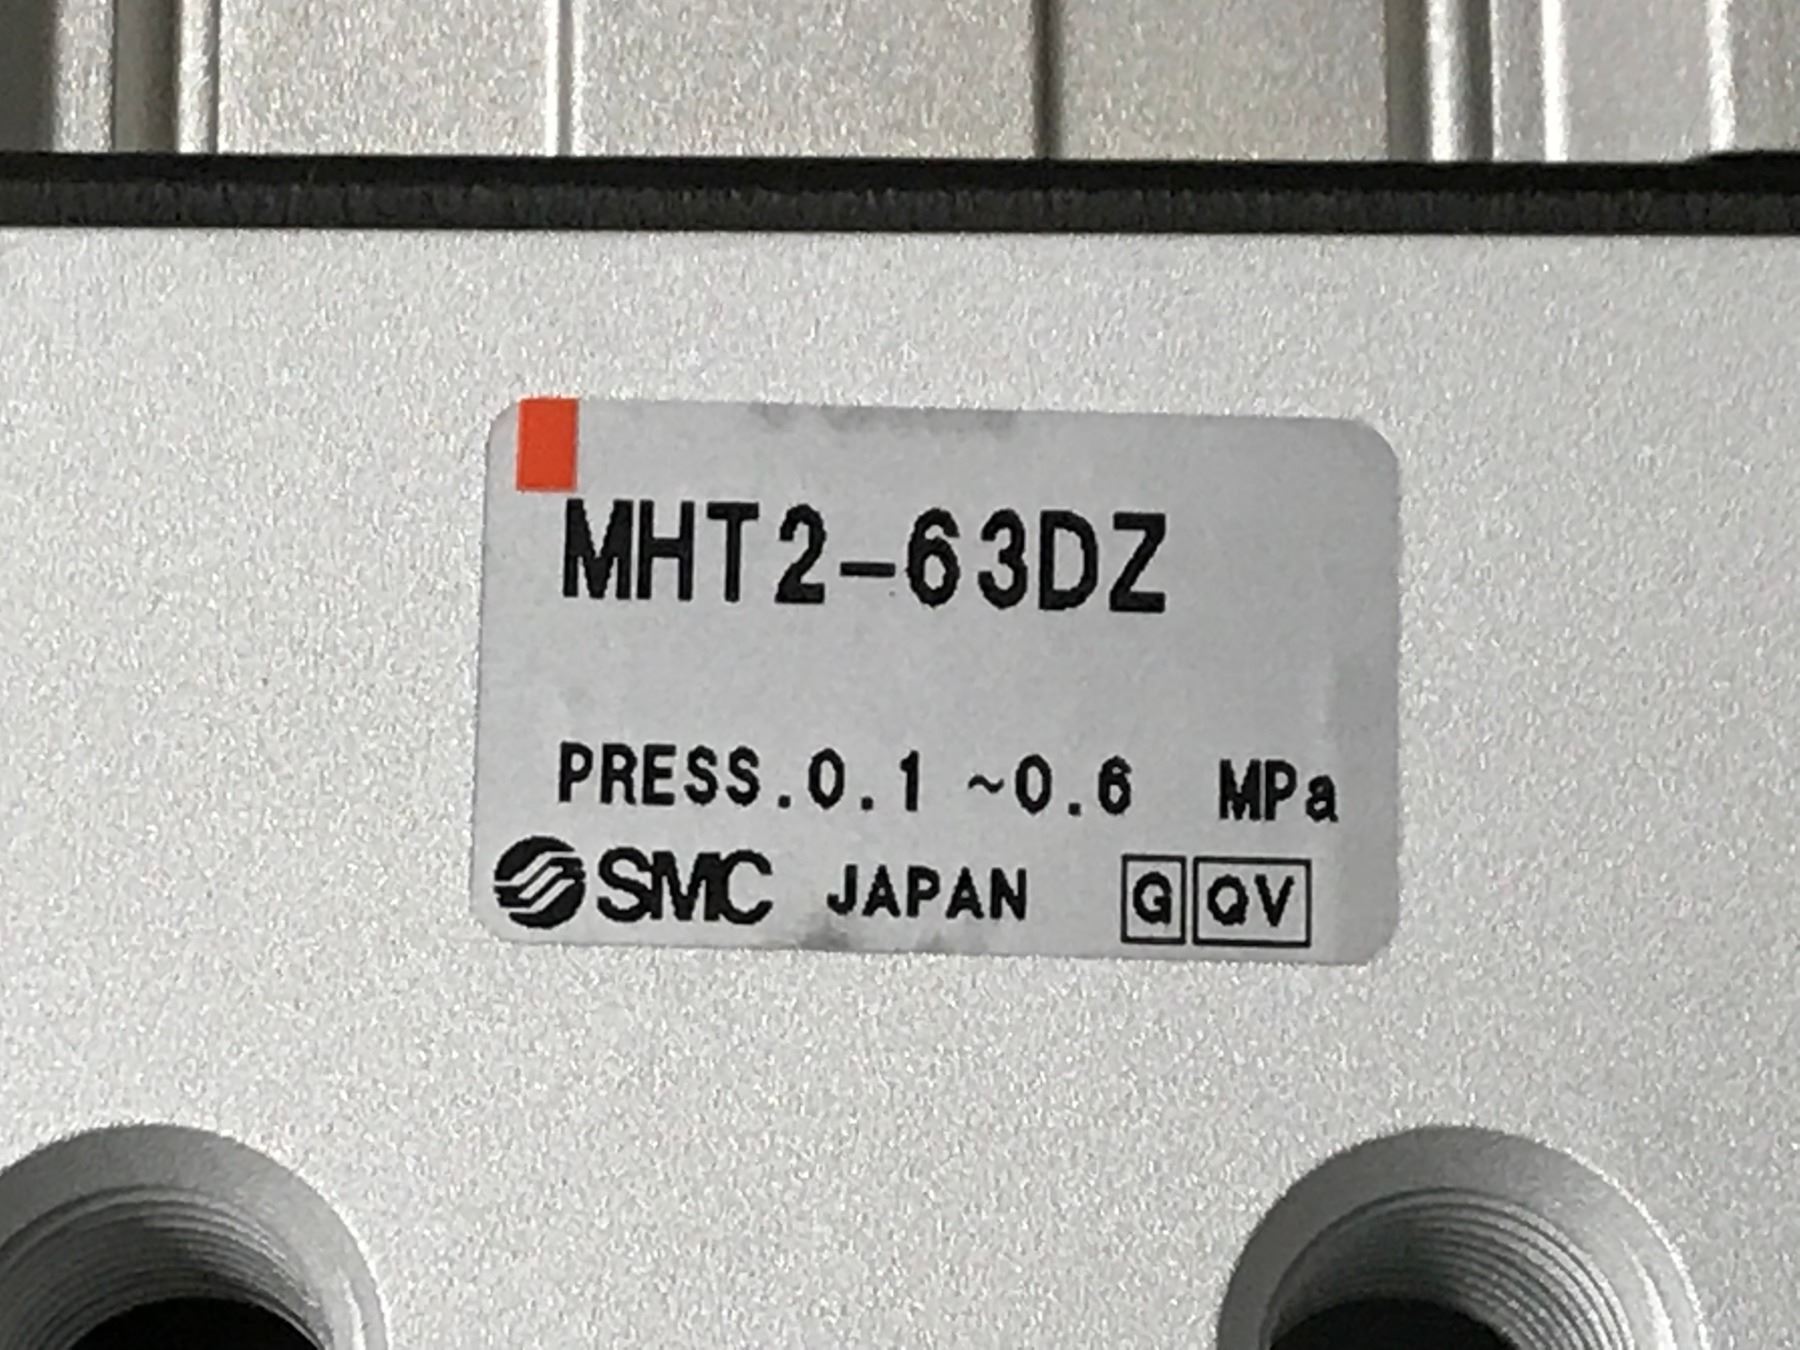 MHT2-63DZ
PRESS.0.1 ~0.6 MPa
SMC JAPAN G QV